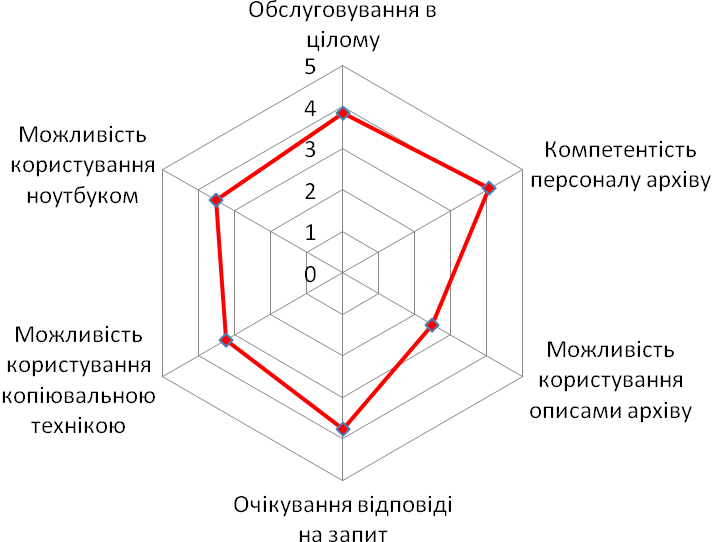 Обслуговування в
цілому
5
4
3
2
1
0
Компетентість
персоналу архіву
Можливість
користування
описами архіву
Очікування відповіді
на запит
Можливість
користування
копіювальною
технікою
Можливість
користування
ноутбуком